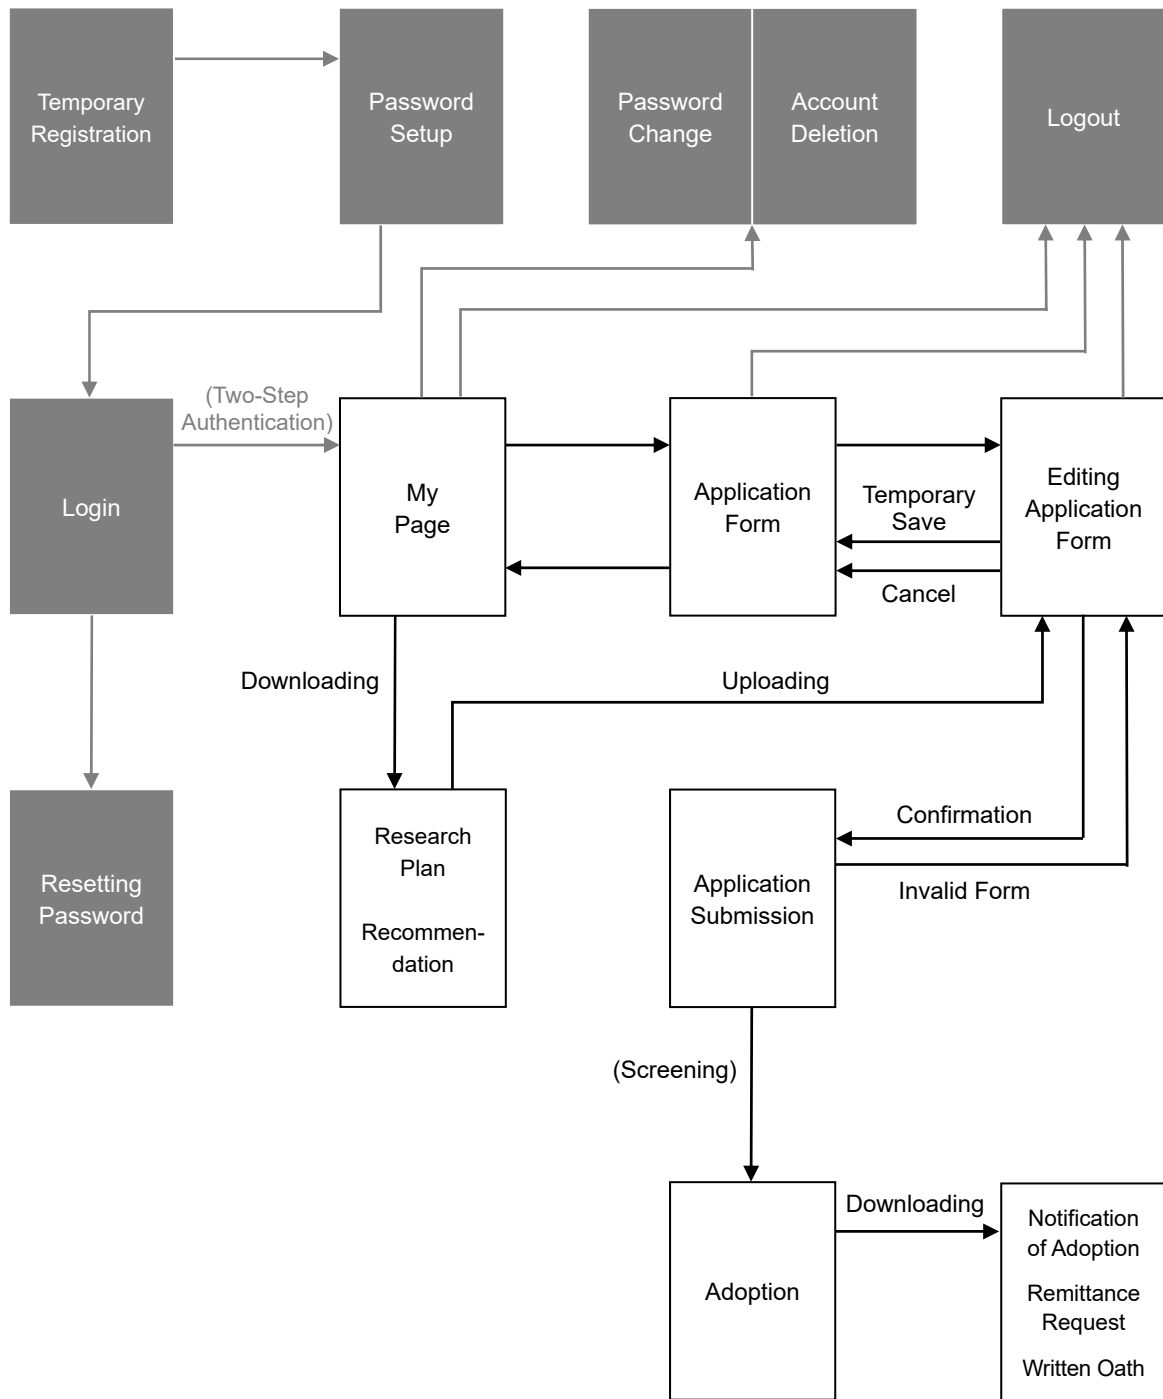 Temporary
Registration
Password
Setup
Password
Change
Account
Deletion
Logout
(Two-Step
Authentication)
Login
My
Page
Application
Form
Temporary
Save
Cancel
Editing
Application
Form
Downloading
Uploading
Resetting
Password
Research
Plan
Recommen-
dation
Application
Submission
Confirmation
Invalid Form
(Screening)
Adoption
Downloading
Notification
of Adoption
Remittance
Request
Written Oath